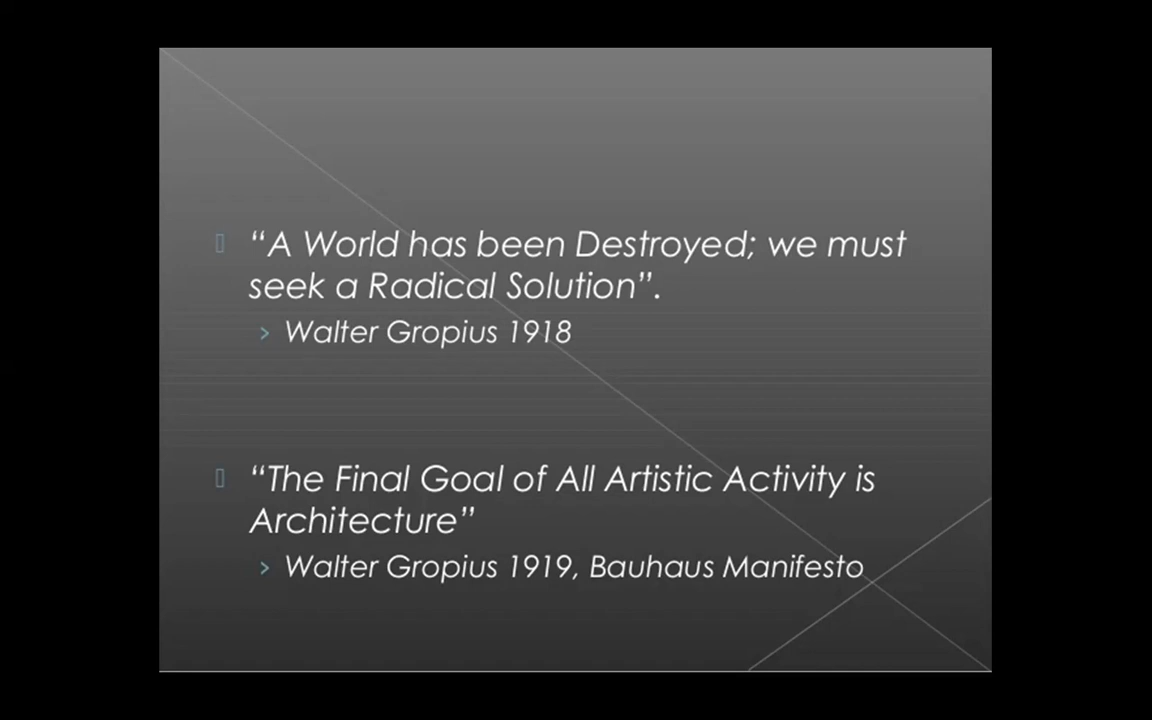 “A World has been Destroyed; we must
seek a Radical Solution”.
Walter Gropius 1918
“The Final Goal of All Artistic Activity is
Architecture”
Walter Gropius 1919, Bauhaus Manifesto